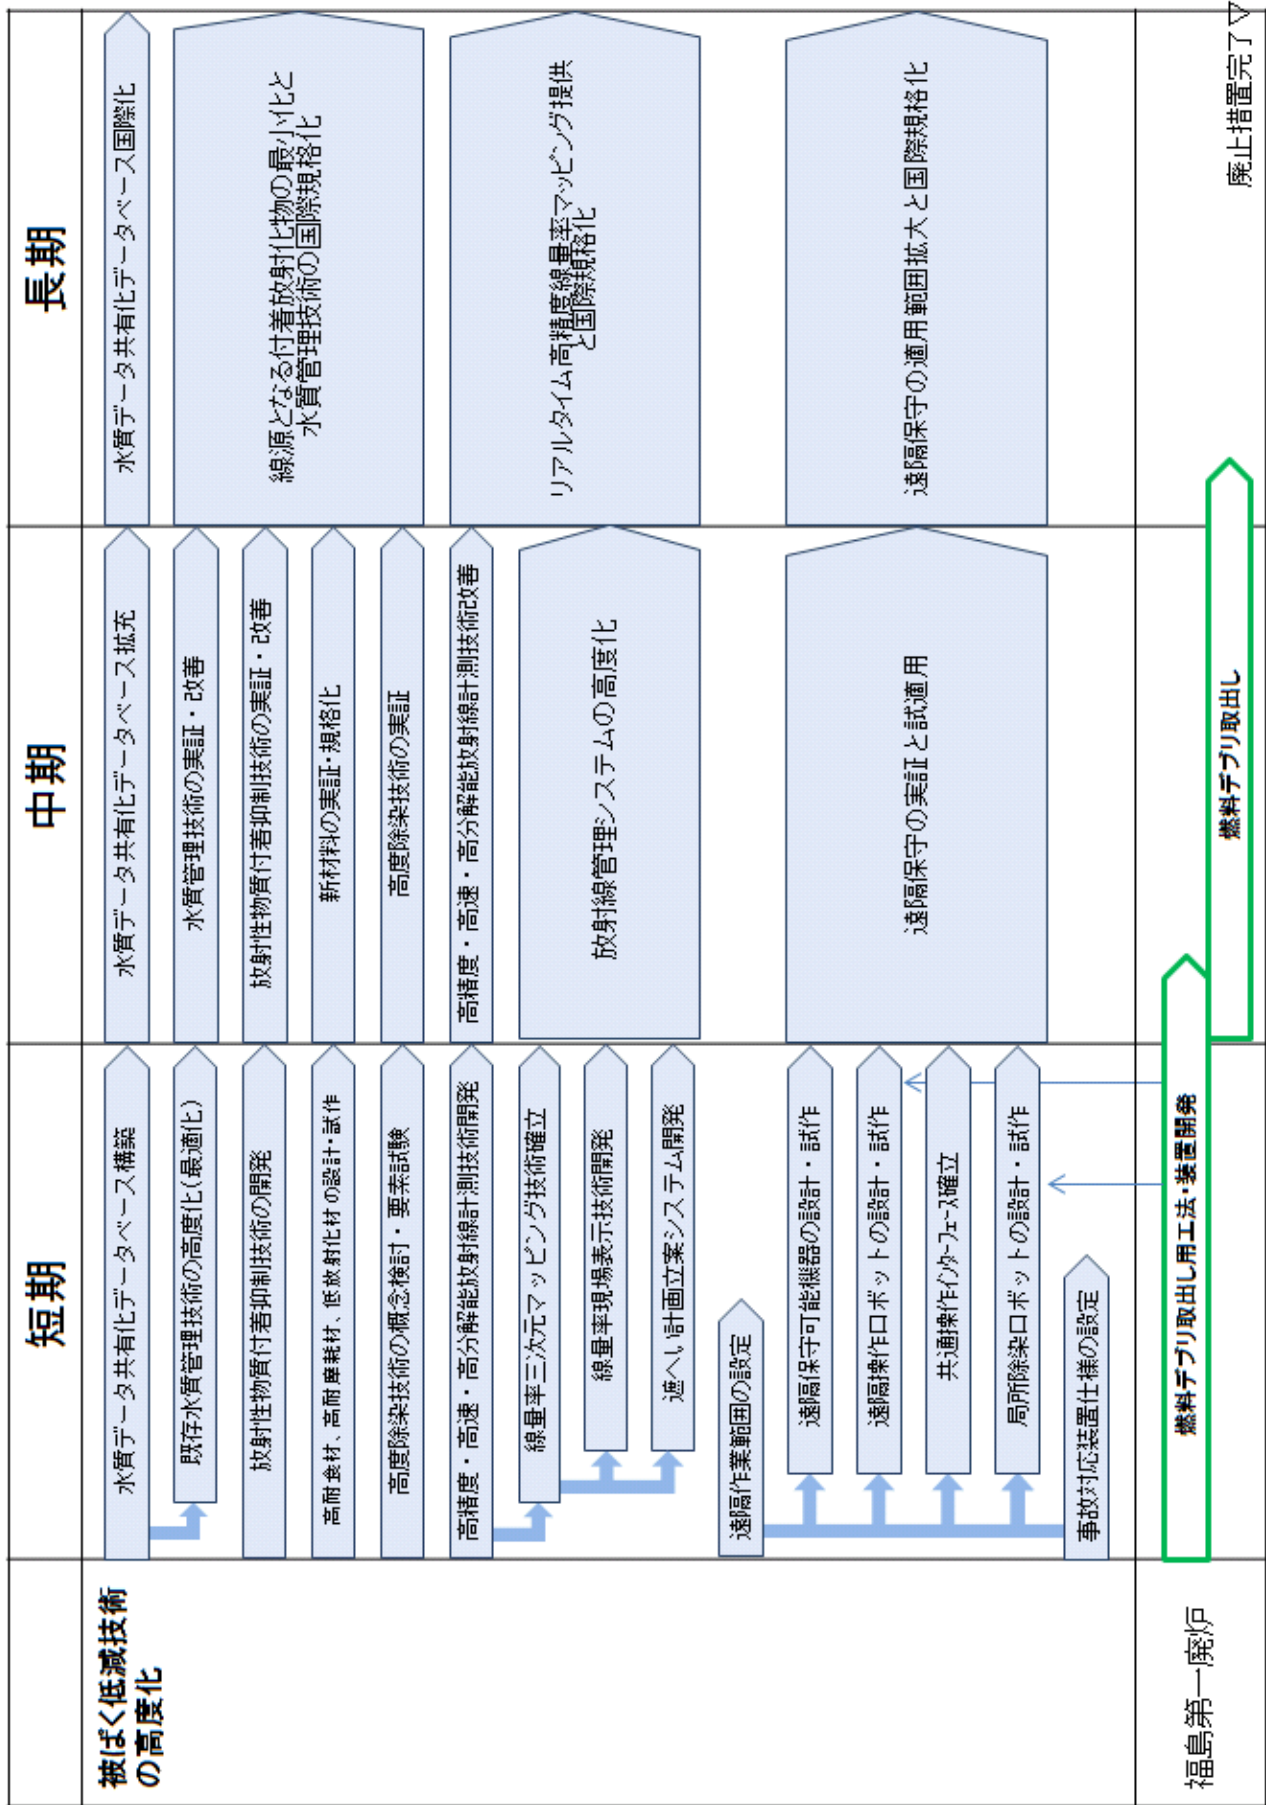 短期
中期
長期
被ばく低減技術
の高度化
水質データ共有化データベース構築
水質データ共有化データベース拡充
水質データ共有化データベース国際化
既存水質管理技術の高度化(最適化)
水質管理技術の実証・改善
線源となる付着放射化物の最小化と
水質管理技術の国際規格化
放射性物質付着抑制技術の開発
放射性物質付着抑制技術の実証・改善
高耐食材、高耐摩耗材、低放射化材の設計・試作
新材料の実証・規格化
高度除染技術の概念検討・要素試験
高度除染技術の実証
高精度・高速・高分解能放射線計測技術開発
高精度・高速・高分解能放射線計測技術改善
リアルタイム高精度線量率マッピング提供
と国際規格化
線量率三次元マッピング技術確立
放射線管理システムの高度化
線量率現場表示技術開発
遮へい計画立案システム開発
遠隔作業範囲の設定
遠隔保守可能機器の設計・試作
遠隔保守の実証と試適用
遠隔保守の適用範囲拡大と国際規格化
遠隔操作ロボットの設計・試作
共通操作インターフェース確立
局所除染ロボットの設計・試作
事故対応装置仕様の設定
福島第一廃炉
燃料デブリ取出し用工法・装置開発
燃料デブリ取出し
廃止措置完了▽